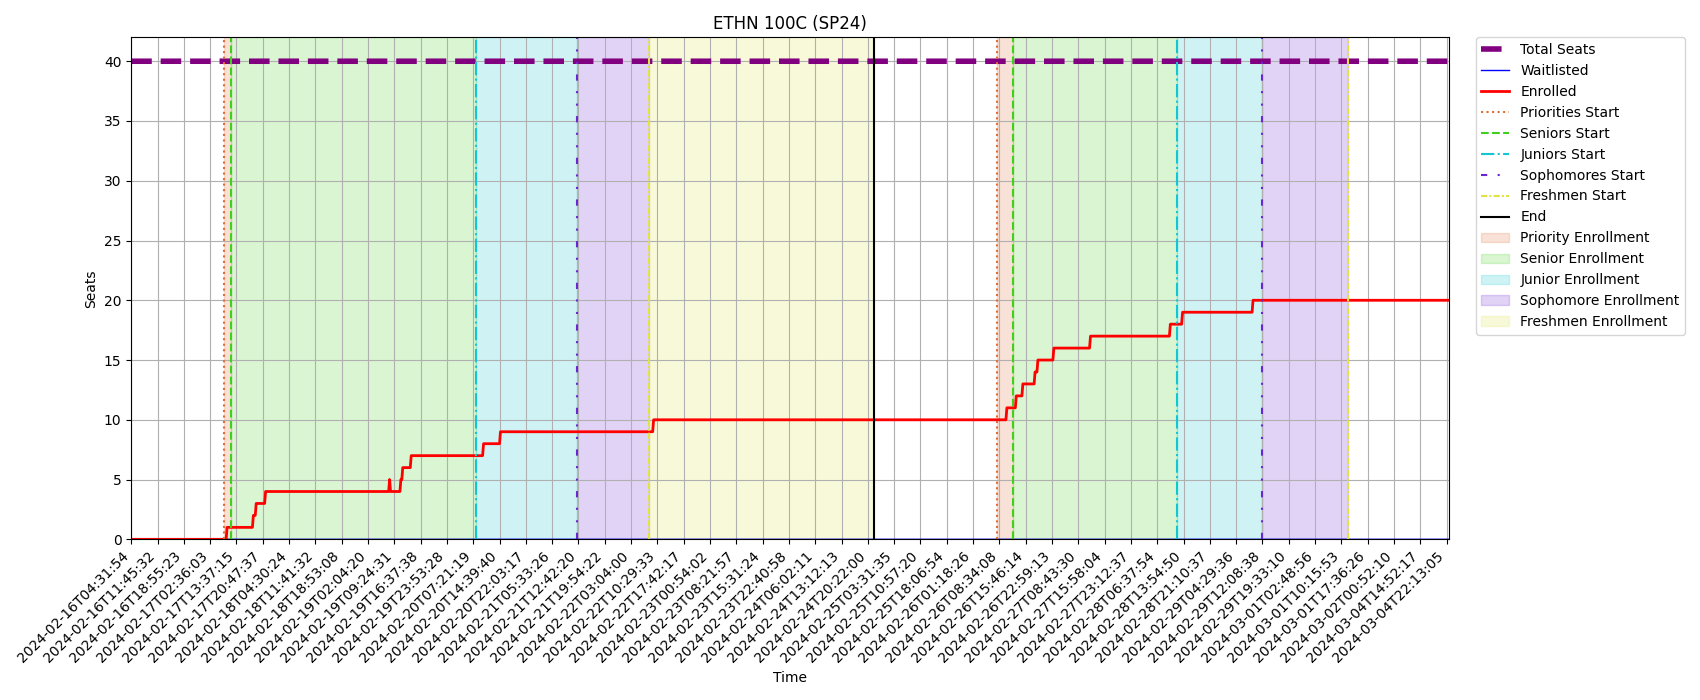 ETHN 100C (SP24)
Seats
40
35
30
25
20
15
10
5
0
2024-02-16T04:31:54
2024-02-16T11:45:32
2024-02-16T18:55:23
2024-02-17T02:36:03
2024-02-17T13:37:15
2024-02-17T20:47:37
2024-02-18T04:30:24
2024-02-18T11:41:32
2024-02-18T18:53:08
2024-02-19T02:04:20
2024-02-19T09:24:31
2024-02-19T16:37:38
2024-02-19T23:53:28
2024-02-20T07:21:19
2024-02-20T14:39:40
2024-02-20T22:03:17
2024-02-21T05:33:26
2024-02-21T12:42:20
2024-02-21T19:54:22
2024-02-22T03:04:00
2024-02-22T10:29:33
2024-02-22T17:42:17
2024-02-23T00:54:02
2024-02-23T08:21:57
2024-02-23T15:31:24
2024-02-23T22:40:58
2024-02-24T06:02:11
2024-02-24T13:12:13
2024-02-24T20:22:00
2024-02-25T03:31:35
2024-02-25T10:57:20
2024-02-25T18:06:54
2024-02-26T01:18:26
2024-02-26T08:34:08
2024-02-26T15:46:14
2024-02-26T22:59:13
2024-02-27T08:43:30
2024-02-27T15:58:04
2024-02-27T23:12:37
2024-02-28T06:37:54
2024-02-28T13:54:50
2024-02-28T21:10:37
2024-02-29T04:29:36
2024-02-29T12:08:38
2024-02-29T19:33:10
2024-03-01T02:48:56
2024-03-01T10:15:53
2024-03-01T17:36:26
2024-03-02T00:52:10
2024-03-04T14:52:17
2024-03-04T22:13:05
Time
Total Seats
Waitlisted
Enrolled
Priorities Start
Seniors Start
Juniors Start
Sophomores Start
Freshmen Start
End
Priority Enrollment
Senior Enrollment
Junior Enrollment
Sophomore Enrollment
Freshmen Enrollment